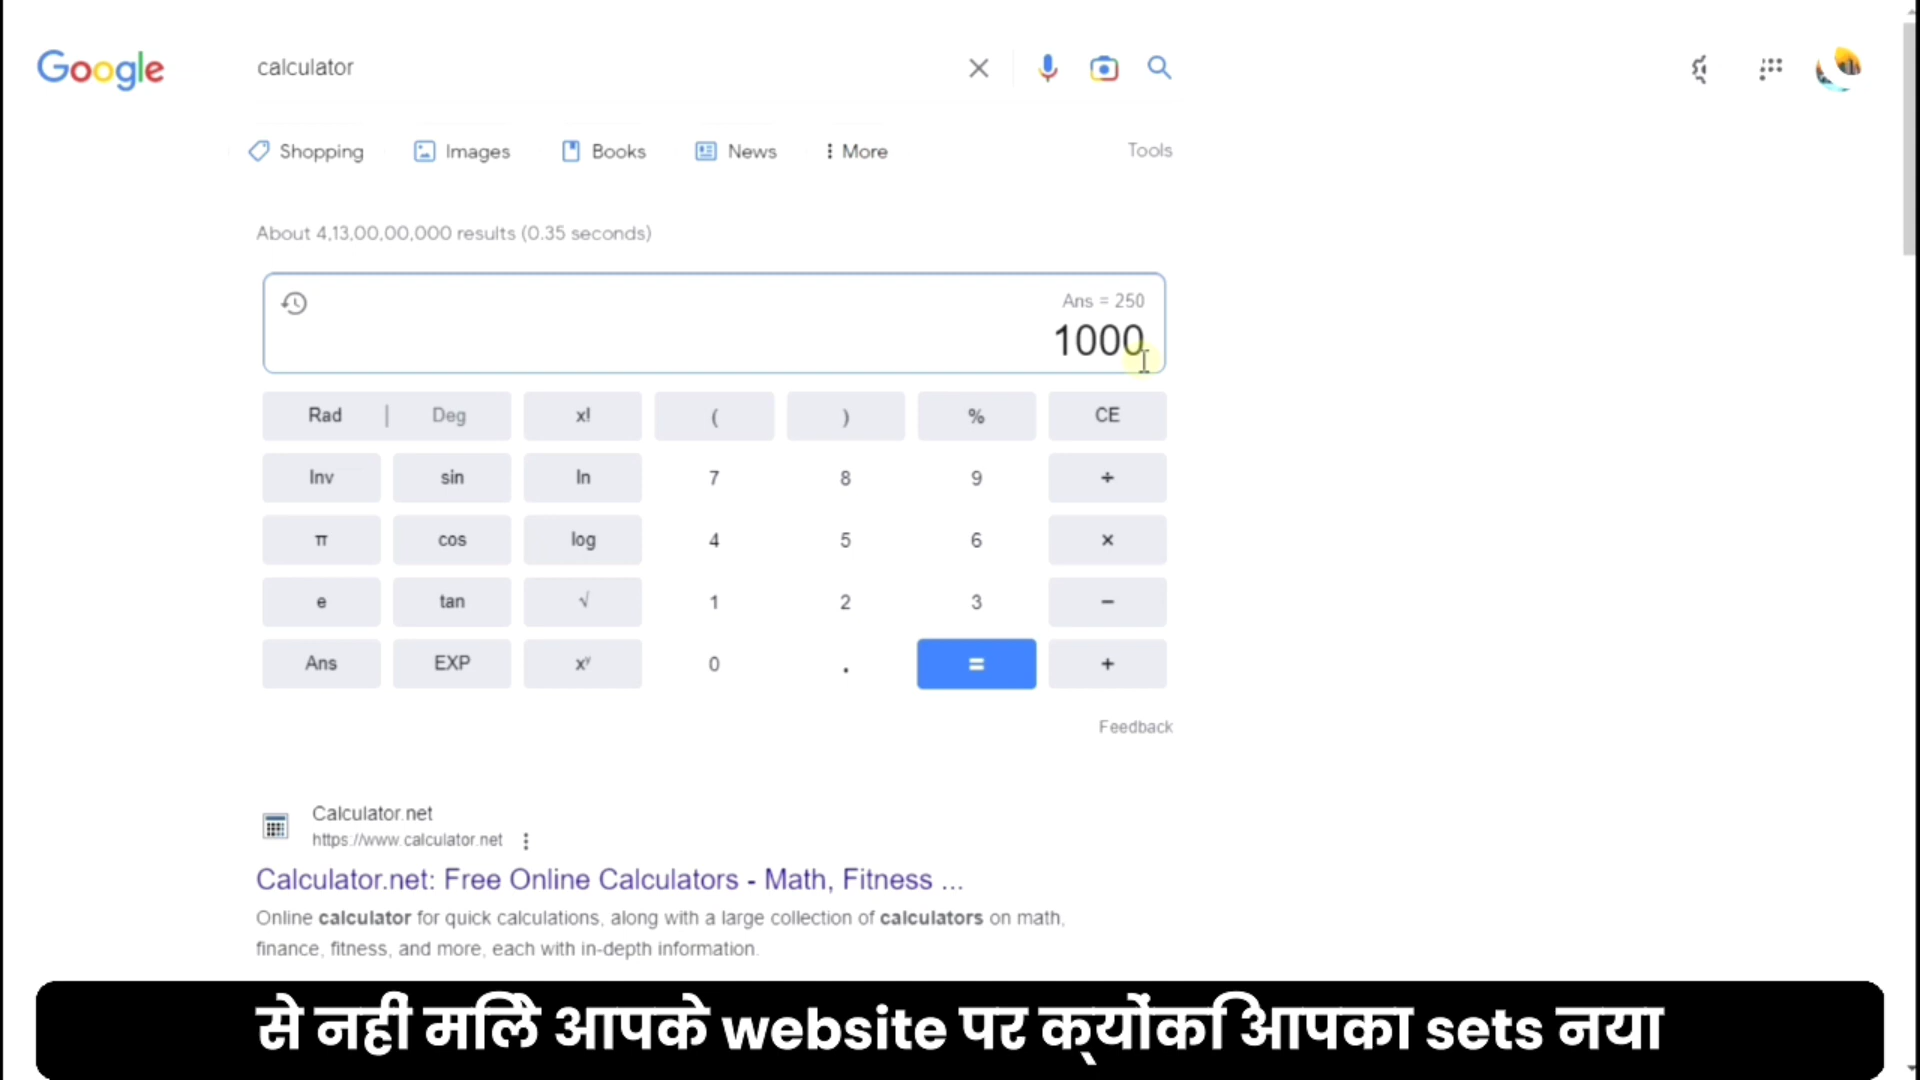 Google
calculator
Shopping
Images
Books
News
More
Tools
About 4,13,00,00,000 results (0.35 seconds)
Ans = 250
1000
Rad | Deg
x!
(
)
%
CE
Inv
sin
ln
7
8
9
÷
π
cos
log
4
5
6
×
e
tan
√
1
2
3
−
Ans
EXP
xʸ
0
.
=
+
Feedback
Calculator.net
https://www.calculator.net
Calculator.net: Free Online Calculators - Math, Fitness ...
Online calculator for quick calculations, along with a large collection of calculators on math,
finance, fitness, and more, each with in-depth information.
से नहीं मिले आपके website पर क्योंकि आपका sets नया